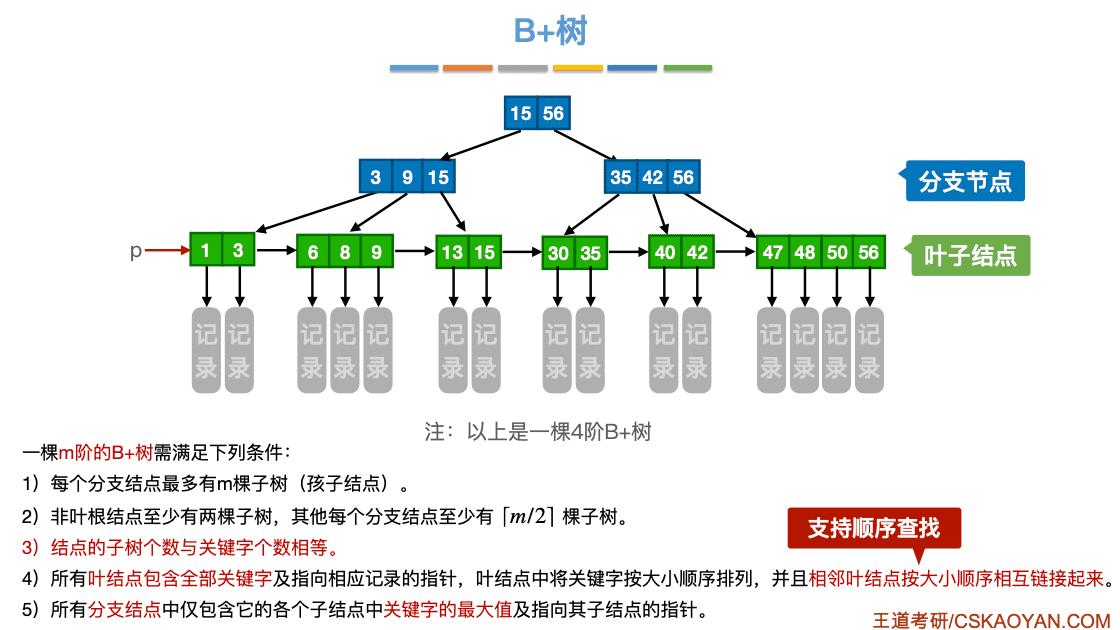 B+树
15 56
3 9 15
35 42 56
分支节点
p
1 3
6 8 9
13 15
30 35
40 42
47 48 50 56
叶子结点
记录 记录 记录 记录 记录 记录 记录 记录 记录 记录 记录 记录 记录 记录 记录
注：以上是一棵4阶B+树
一棵m阶的B+树需满足下列条件：
1）每个分支结点最多有m棵子树（孩子结点）。
2）非叶根结点至少有两棵子树，其他每个分支结点至少有 ⌈m/2⌉ 棵子树。
3）结点的子树个数与关键字个数相等。
支持顺序查找
4）所有叶结点包含全部关键字及指向相应记录的指针，叶结点中将关键字按大小顺序排列，并且相邻叶结点按大小顺序相互链接起来。
5）所有分支结点中仅包含它的各个子结点中关键字的最大值及指向其子结点的指针。
王道考研/CSKAOYAN.COM